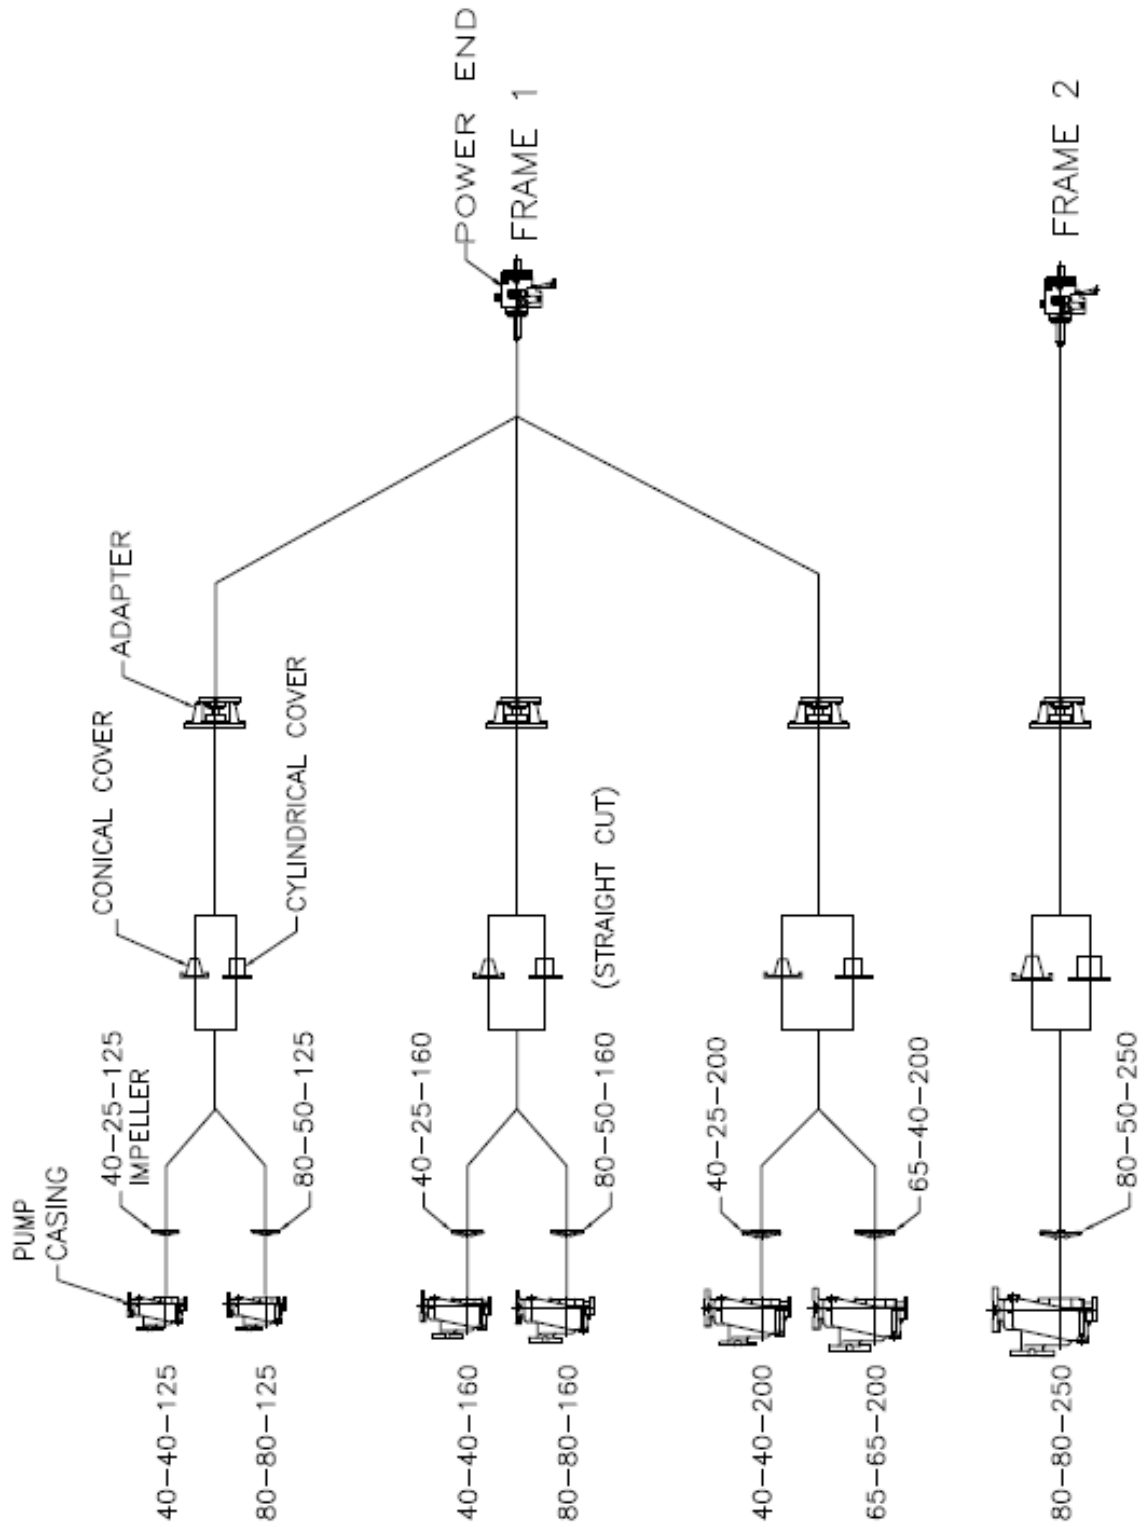 PUMP
CASING
40-25-125
IMPELLER
CONICAL COVER
ADAPTER
POWER END
FRAME 1
40-40-125
80-50-125
CYLINDRICAL COVER
80-80-125
40-25-160
40-40-160
80-50-160 (STRAIGHT CUT)
80-80-160
40-25-200
40-40-200
65-40-200
65-65-200
FRAME 2
80-50-250
80-80-250